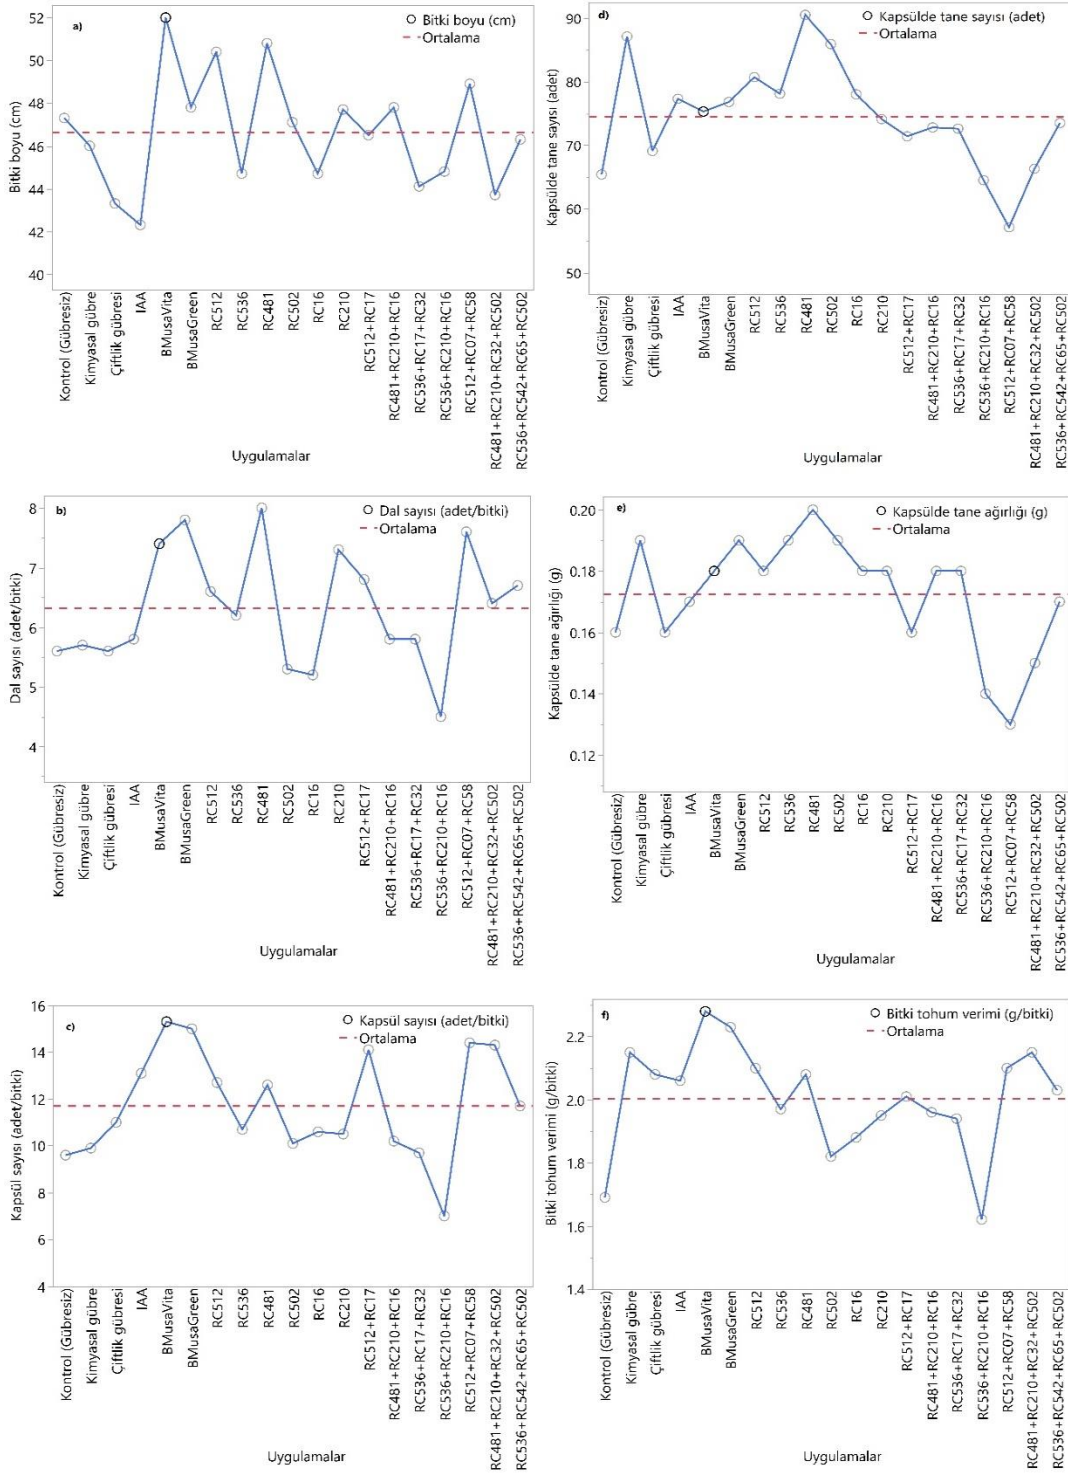 a)
Bitki boyu (cm)
Ortalama
52
50
48
46
44
42
40
Bitki boyu (cm)
Kontrol (Gübresiz)
Kimyasal gübre
Çiftlik gübresi
IAA
BMusaVita
BMusaGreen
RC512
RC536
RC481
RC502
RC16
RC210
RC512+RC17
RC481+RC210+RC16
RC536+RC17+RC32
RC536+RC210+RC16
RC512+RC07+RC58
RC481+RC210+RC32+RC502
RC536+RC542+RC65+RC502
Uygulamalar
d)
Kapsülde tane sayısı (adet)
Ortalama
90
80
70
60
50
Kapsülde tane sayısı (adet)
Kontrol (Gübresiz)
Kimyasal gübre
Çiftlik gübresi
IAA
BMusaVita
BMusaGreen
RC512
RC536
RC481
RC502
RC16
RC210
RC512+RC17
RC481+RC210+RC16
RC536+RC17+RC32
RC536+RC210+RC16
RC512+RC07+RC58
RC481+RC210+RC32+RC502
RC536+RC542+RC65+RC502
Uygulamalar
b)
Dal sayısı (adet/bitki)
Ortalama
8
7
6
5
4
Dal sayısı (adet/bitki)
Kontrol (Gübresiz)
Kimyasal gübre
Çiftlik gübresi
IAA
BMusaVita
BMusaGreen
RC512
RC536
RC481
RC502
RC16
RC210
RC512+RC17
RC481+RC210+RC16
RC536+RC17+RC32
RC536+RC210+RC16
RC512+RC07+RC58
RC481+RC210+RC32+RC502
RC536+RC542+RC65+RC502
Uygulamalar
e)
Kapsülde tane ağırlığı (g)
Ortalama
0.20
0.18
0.16
0.14
0.12
Kapsülde tane ağırlığı (g)
Kontrol (Gübresiz)
Kimyasal gübre
Çiftlik gübresi
IAA
BMusaVita
BMusaGreen
RC512
RC536
RC481
RC502
RC16
RC210
RC512+RC17
RC481+RC210+RC16
RC536+RC17+RC32
RC536+RC210+RC16
RC512+RC07+RC58
RC481+RC210+RC32+RC502
RC536+RC542+RC65+RC502
Uygulamalar
c)
Kapsül sayısı (adet/bitki)
Ortalama
16
14
12
10
8
6
4
Kapsül sayısı (adet/bitki)
Kontrol (Gübresiz)
Kimyasal gübre
Çiftlik gübresi
IAA
BMusaVita
BMusaGreen
RC512
RC536
RC481
RC502
RC16
RC210
RC512+RC17
RC481+RC210+RC16
RC536+RC17+RC32
RC536+RC210+RC16
RC512+RC07+RC58
RC481+RC210+RC32+RC502
RC536+RC542+RC65+RC502
Uygulamalar
f)
Bitki tohum verimi (g/bitki)
Ortalama
2.2
2.0
1.8
1.6
1.4
Bitki tohum verimi (g/bitki)
Kontrol (Gübresiz)
Kimyasal gübre
Çiftlik gübresi
IAA
BMusaVita
BMusaGreen
RC512
RC536
RC481
RC502
RC16
RC210
RC512+RC17
RC481+RC210+RC16
RC536+RC17+RC32
RC536+RC210+RC16
RC512+RC07+RC58
RC481+RC210+RC32+RC502
RC536+RC542+RC65+RC502
Uygulamalar